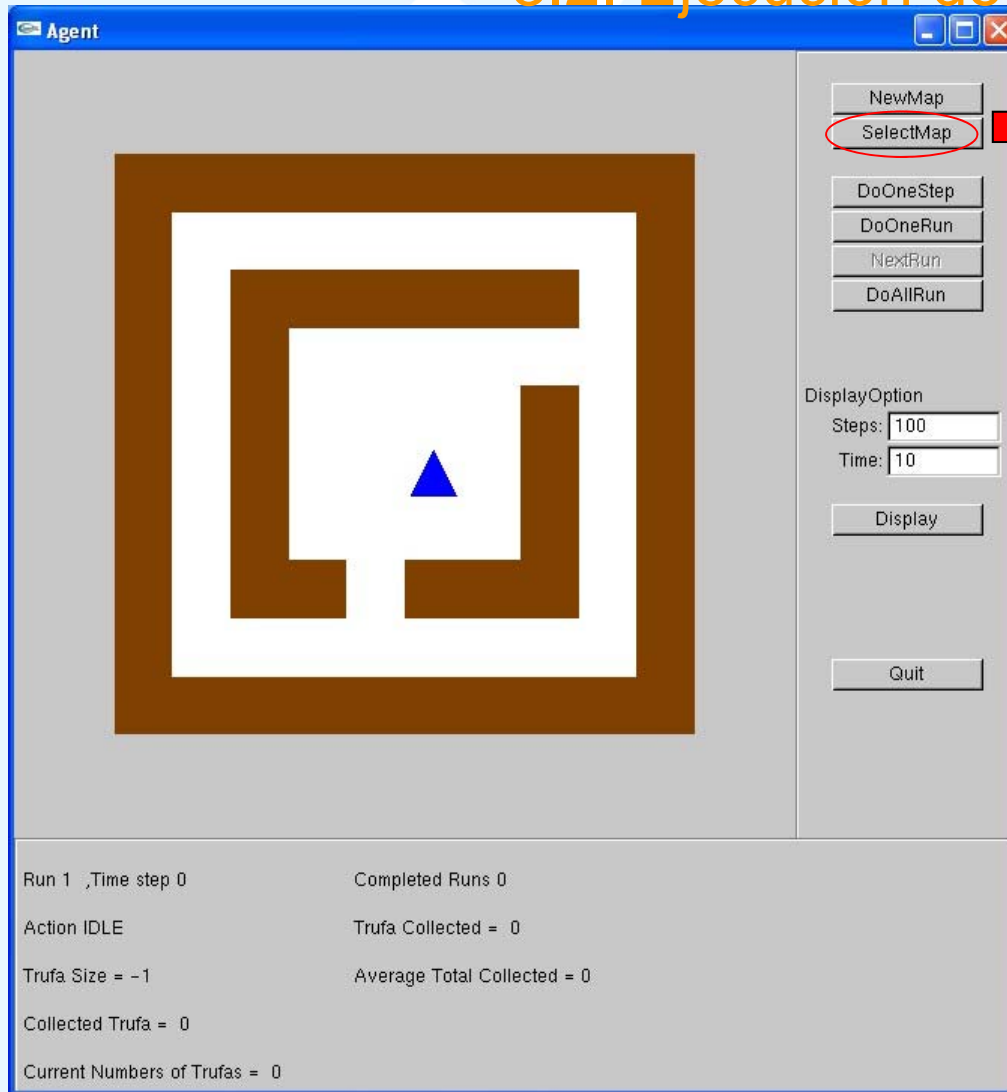 Agent
NewMap
SelectMap
DoOneStep
DoOneRun
NextRun
DoAllRun
DisplayOption
Steps: 100
Time: 10
Display
Quit
Run 1 ,Time step 0
Completed Runs 0
Action IDLE
Trufa Collected = 0
Trufa Size = -1
Average Total Collected = 0
Collected Trufa = 0
Current Numbers of Trufas = 0